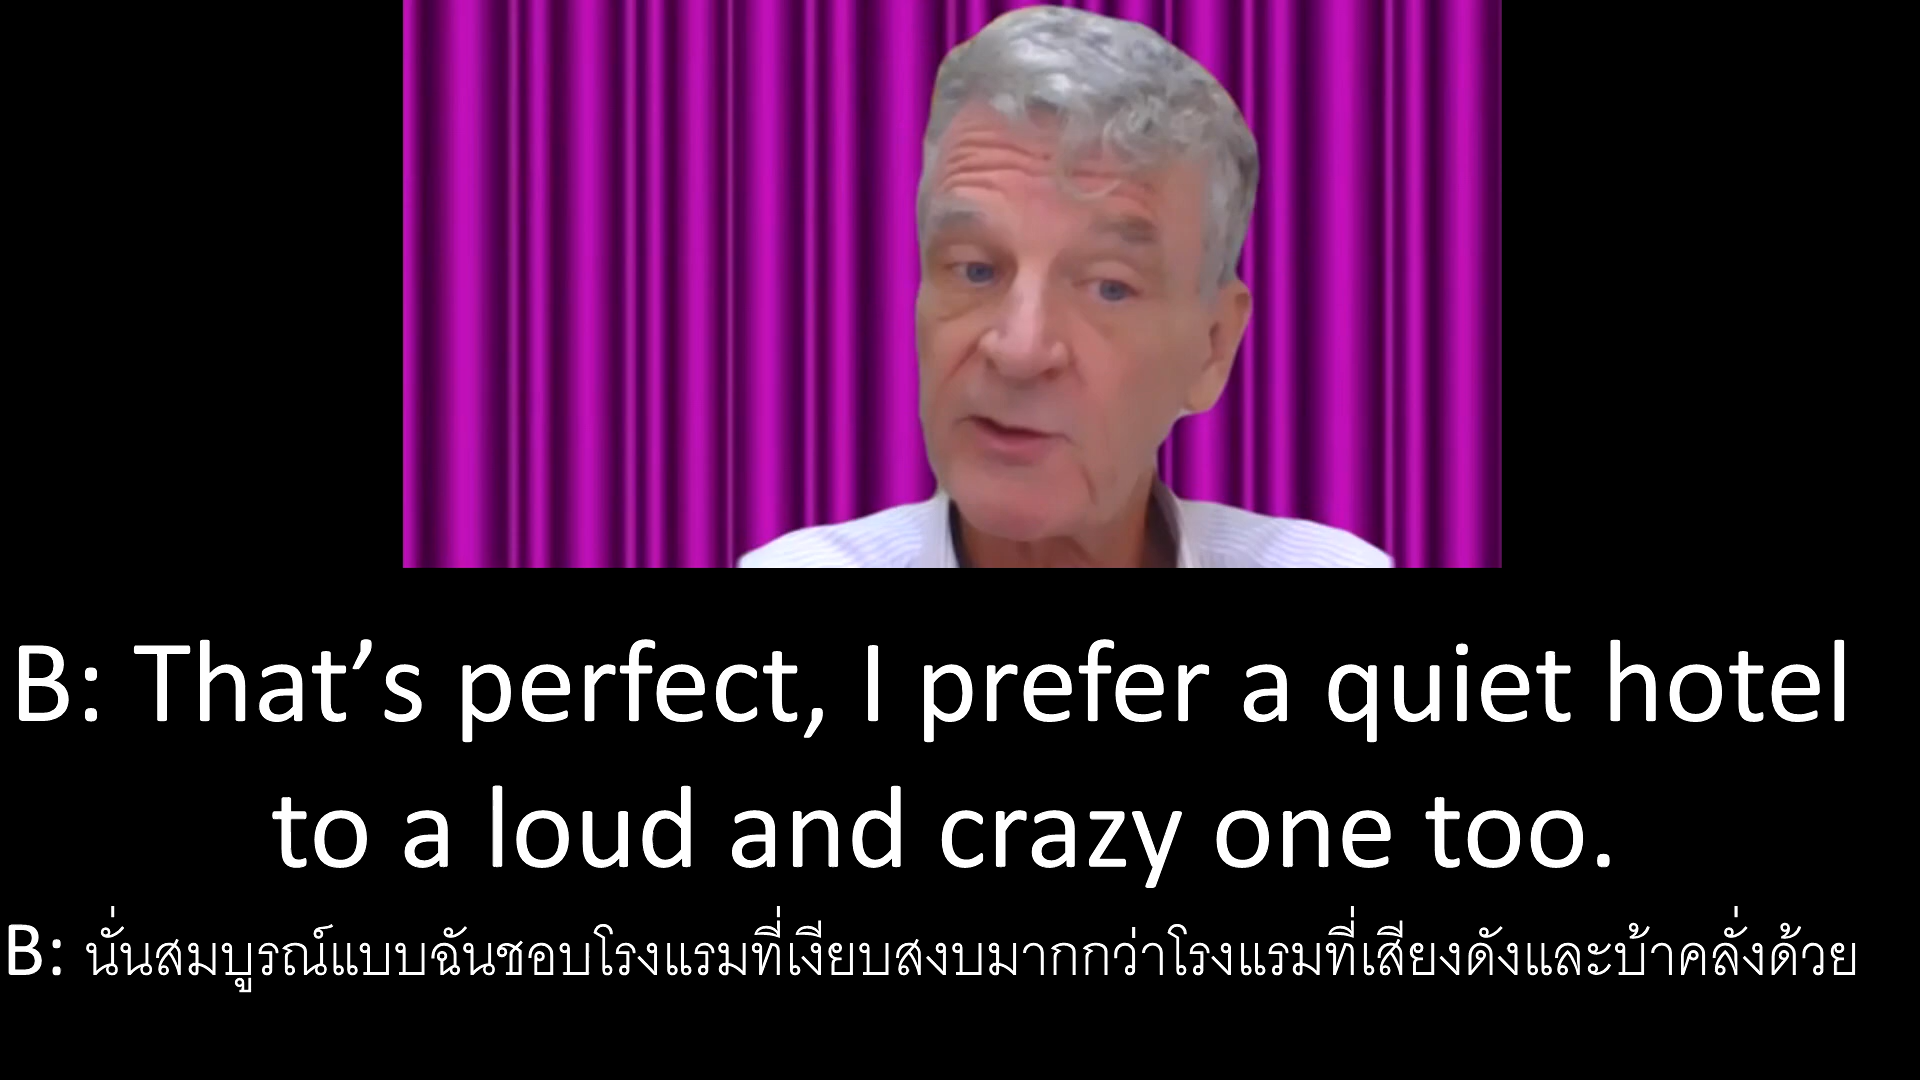 B: That’s perfect, I prefer a quiet hotel
to a loud and crazy one too.
B: นั่นสมบูรณ์แบบฉันชอบโรงแรมที่เงียบสงบมากกว่าโรงแรมที่เสียงดังและบ้าคลั่งด้วย